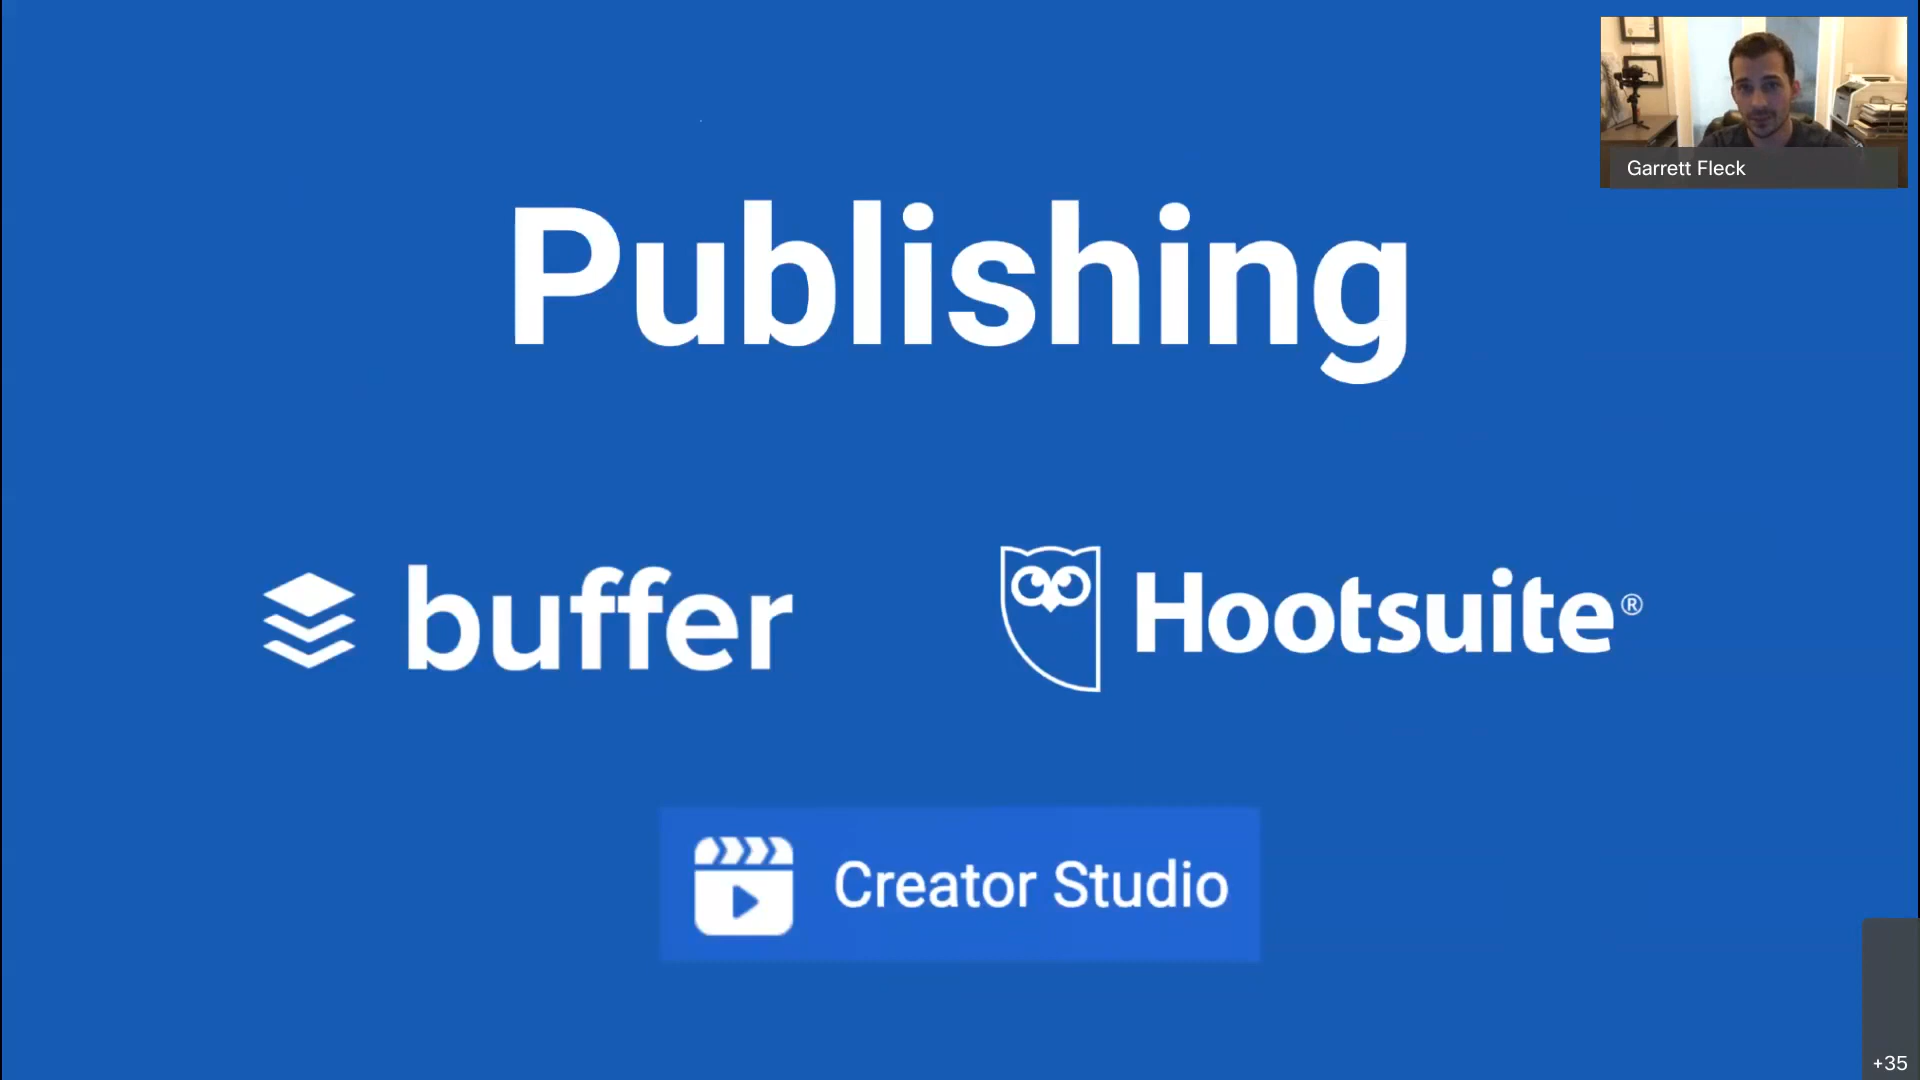 Garrett Fleck
Publishing
buffer
Hootsuite®
Creator Studio
+35